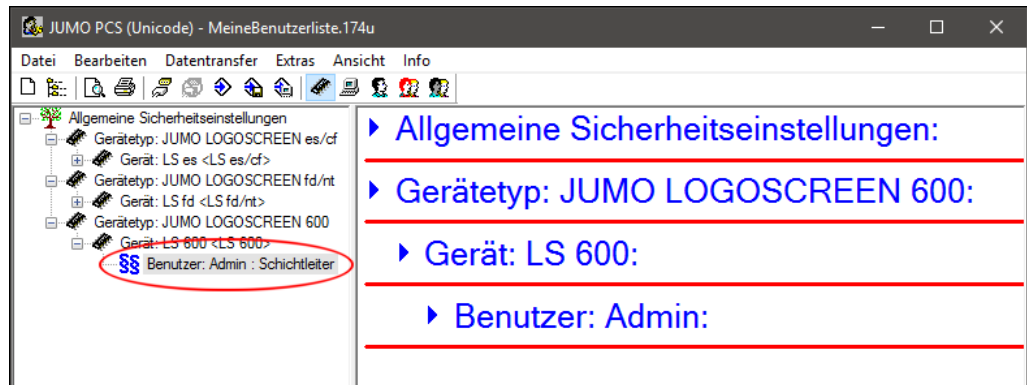 JUMO PCS (Unicode) - MeineBenutzerliste.174u
Datei Bearbeiten Datentransfer Extras Ansicht Info
Allgemeine Sicherheitseinstellungen
Gerätetyp: JUMO LOGOSCREEN es/cf
Gerät: LS es <LS es/cf>
Gerätetyp: JUMO LOGOSCREEN fd/nt
Gerät: LS fd <LS fd/nt>
Gerätetyp: JUMO LOGOSCREEN 600
Gerät: LS 600 <LS 600>
§§ Benutzer: Admin : Schichtleiter
Allgemeine Sicherheitseinstellungen:
Gerätetyp: JUMO LOGOSCREEN 600:
Gerät: LS 600:
Benutzer: Admin: